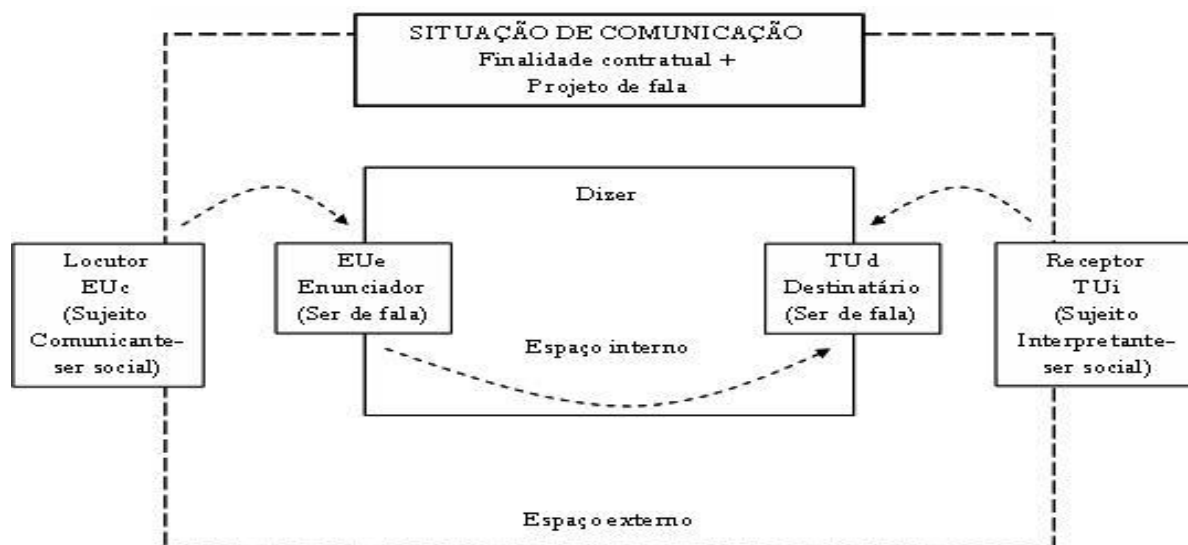 SITUAÇÃO DE COMUNICAÇÃO
Finalidade contratual +
Projeto de fala
Dizer
Locutor
EUc
(Sujeito
Comunicante-
ser social)
EUe
Enunciador
(Ser de fala)
TUd
Destinatário
(Ser de fala)
Receptor
TUi
(Sujeito
Interpretante-
ser social)
Espaço interno
Espaço externo